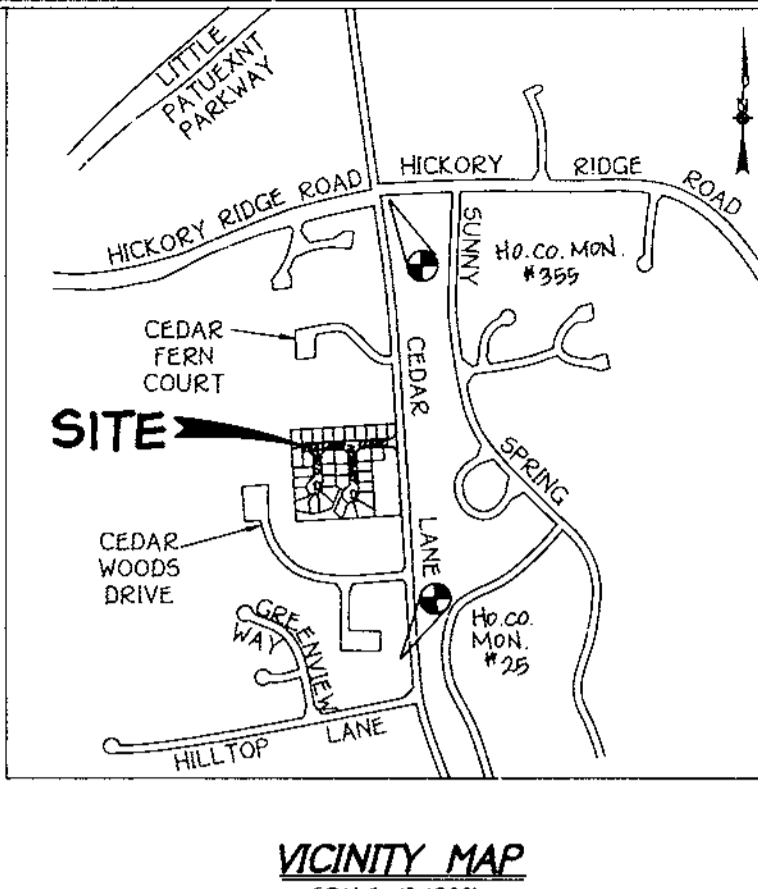 LITTLE
PATUEXNT
PARKWAY
N
HICKORY RIDGE ROAD
HICKORY RIDGE ROAD
SUNNY
HO.CO. MON.
#355
CEDAR
FERN
COURT
CEDAR
SITE
SPRING
LANE
CEDAR
WOODS
DRIVE
GREENVIEW
WAY
HO.CO.
MON.
#25
HILLTOP LANE
VICINITY MAP